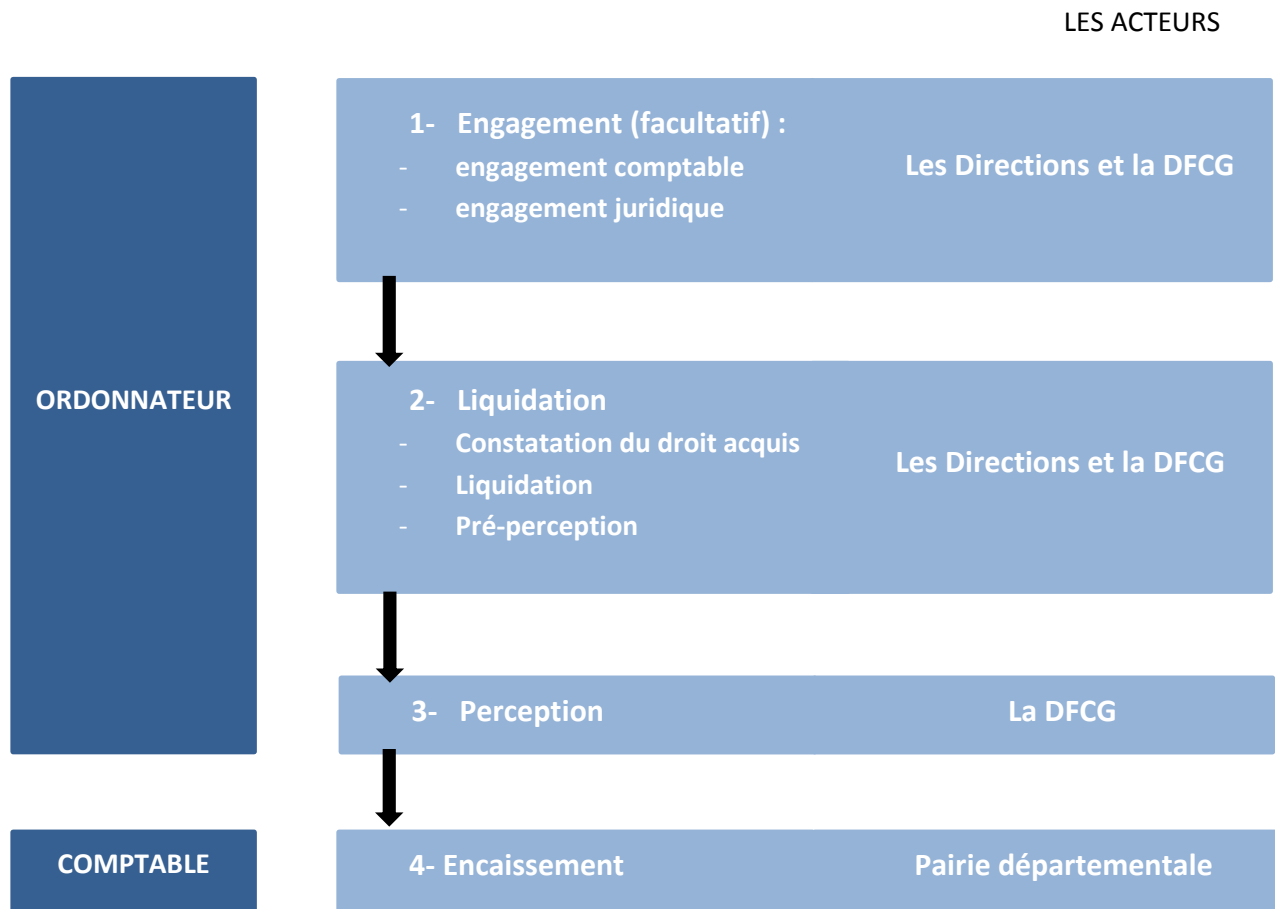 LES ACTEURS
ORDONNATEUR
1- Engagement (facultatif) :
- engagement comptable
- engagement juridique
Les Directions et la DFCG
2- Liquidation
- Constatation du droit acquis
- Liquidation
- Pré-perception
Les Directions et la DFCG
3- Perception
La DFCG
COMPTABLE
4- Encaissement
Pairie départementale